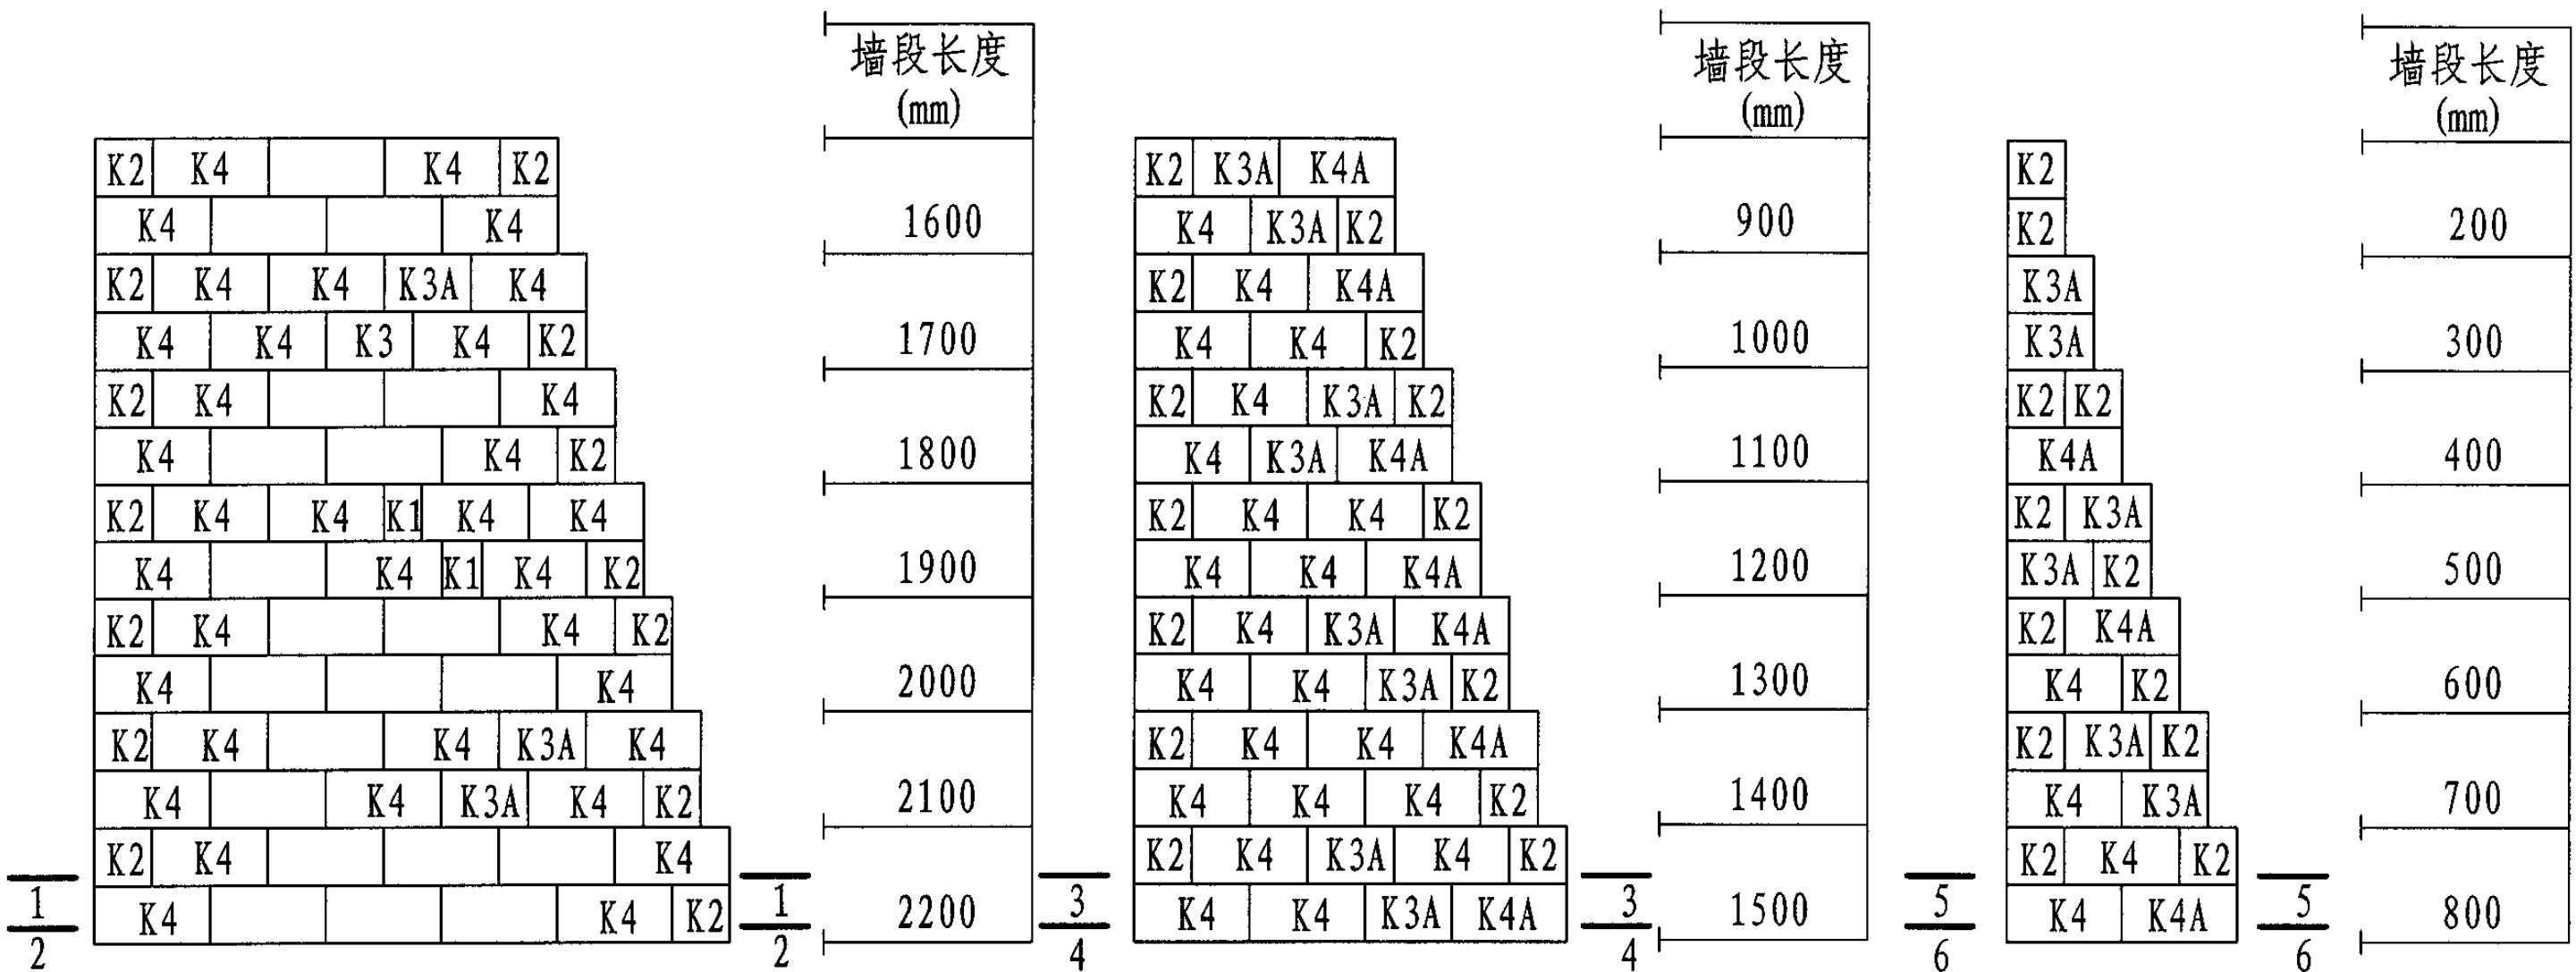 墙段长度
(mm)
K2 K4 K4 K2
K4 K4
1600
K2 K4 K4 K3A K4
K4 K4 K3 K4 K2
1700
K2 K4 K4
K4 K4 K2
1800
K2 K4 K4 K1 K4 K4
K4 K4 K1 K4 K2
1900
K2 K4 K4 K2
K4 K4
2000
K2 K4 K4 K3A K4
K4 K4 K3A K4 K2
2100
K2 K4 K4
K4 K4 K2
2200
1 1
2 2
墙段长度
(mm)
K2 K3A K4A
K4 K3A K2
900
K2 K4 K4A
K4 K4 K2
1000
K2 K4 K3A K2
K4 K3A K4A
1100
K2 K4 K4 K2
K4 K4 K4A
1200
K2 K4 K3A K4A
K4 K4 K3A K2
1300
K2 K4 K4 K4A
K4 K4 K4 K2
1400
K2 K4 K3A K4 K2
K4 K4 K3A K4A
1500
3 3
4 4
墙段长度
(mm)
K2
K2
200
K3A
K3A
300
K2 K2
K4A
400
K2 K3A
K3A K2
500
K2 K4A
K4 K2
600
K2 K3A K2
K4 K3A
700
K2 K4 K2
K4 K4A
800
5 5
6 6